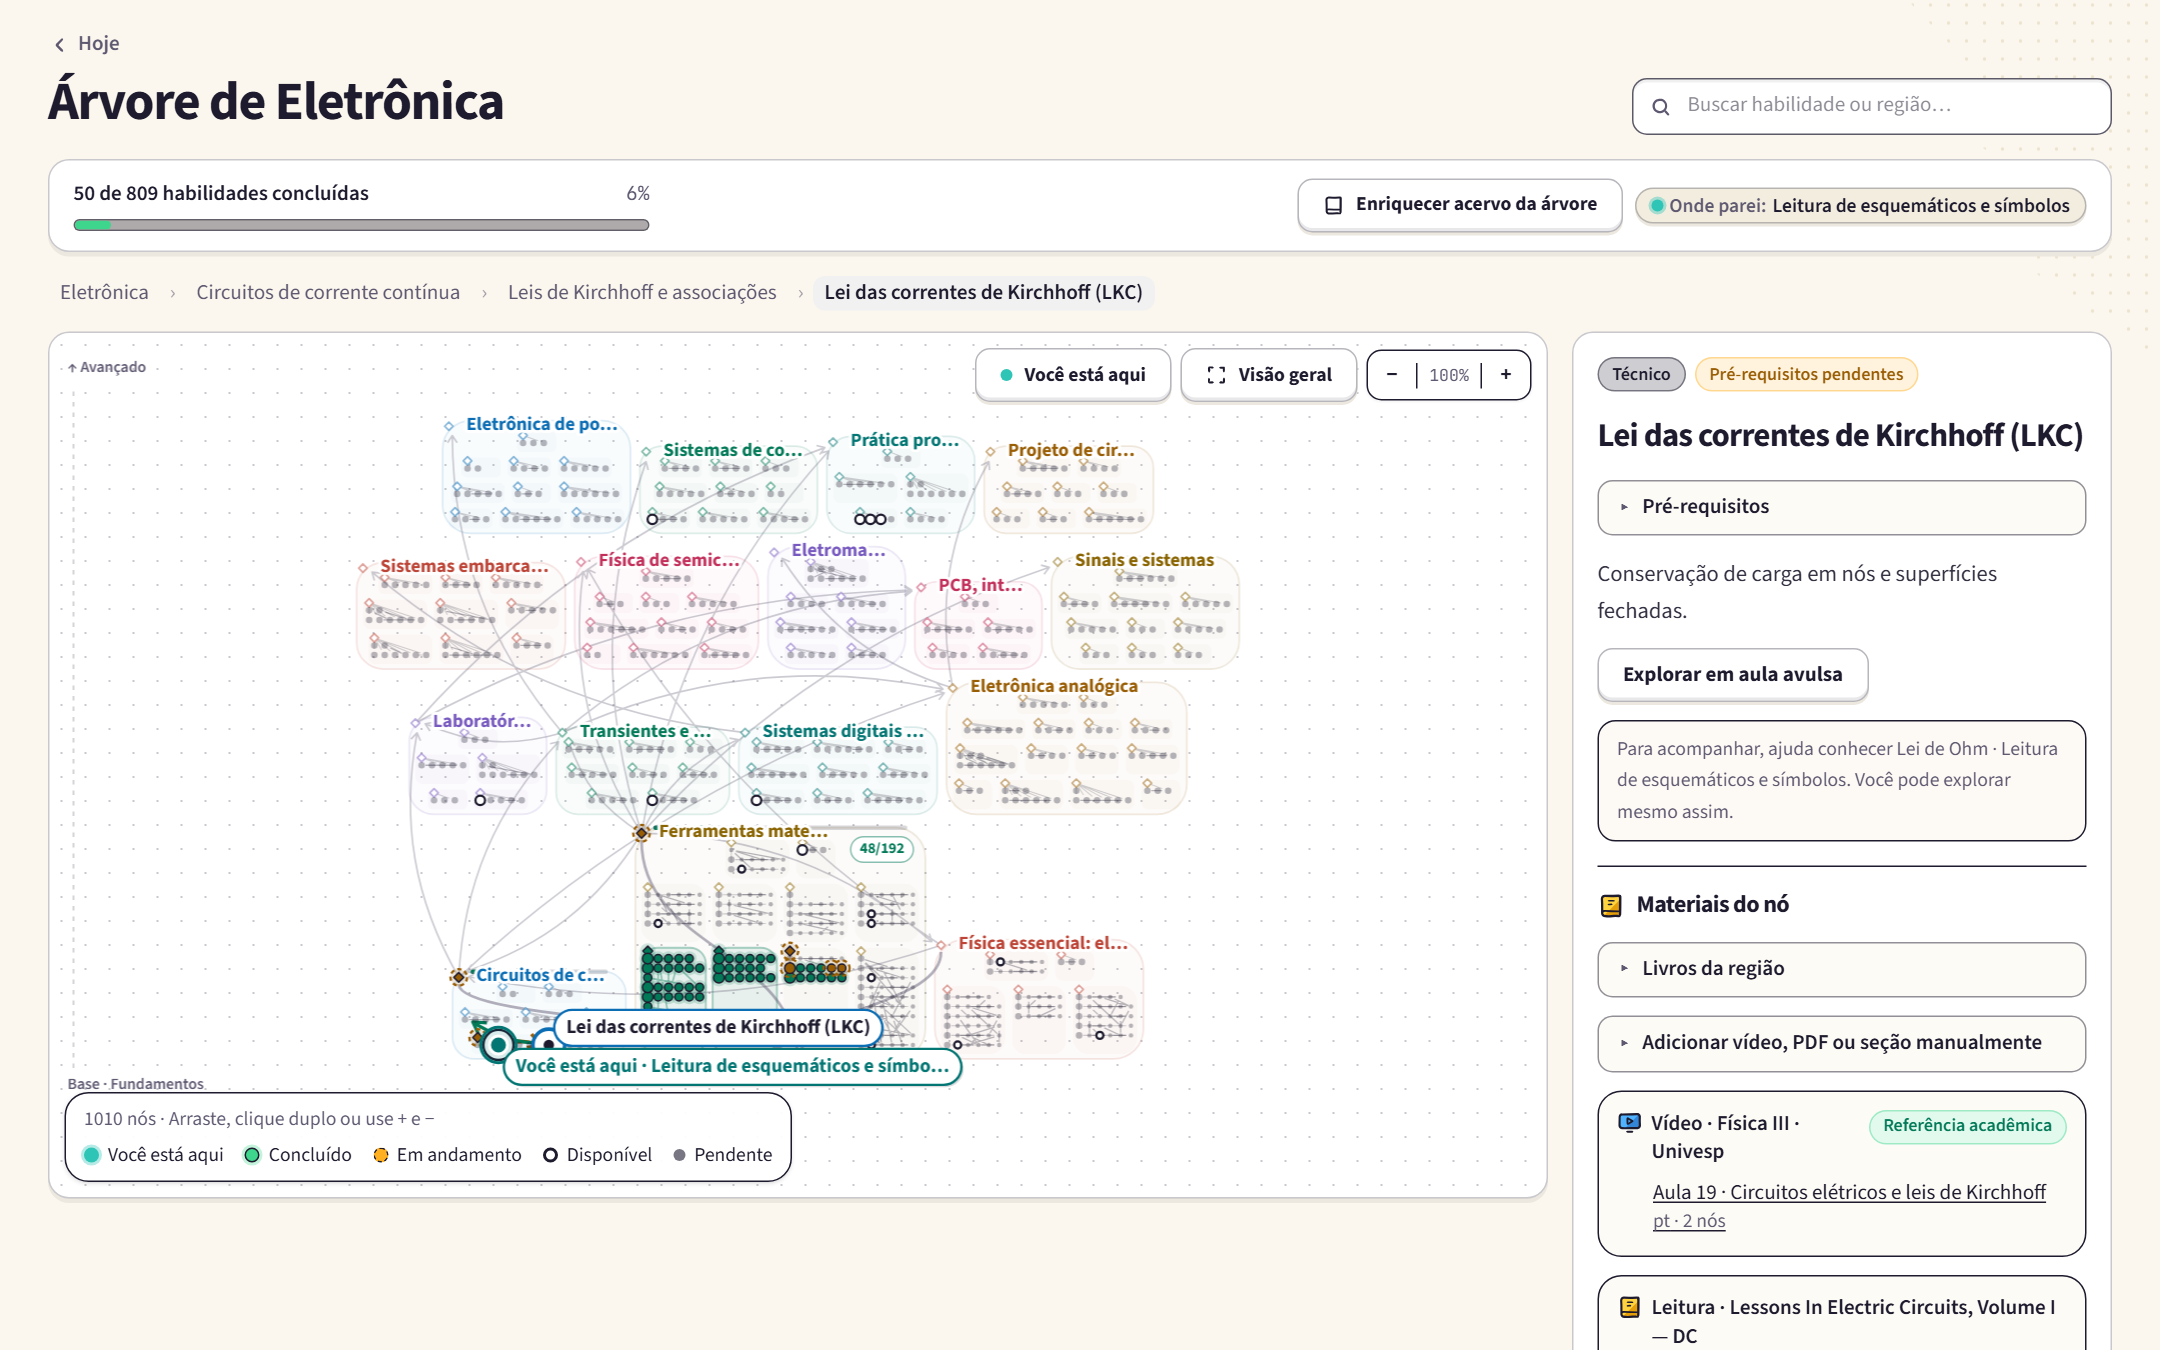 Hoje
Árvore de Eletrônica
Buscar habilidade ou região…
50 de 809 habilidades concluídas
6%
Enriquecer acervo da árvore
Onde parei: Leitura de esquemáticos e símbolos
Eletrônica › Circuitos de corrente contínua › Leis de Kirchhoff e associações › Lei das correntes de Kirchhoff (LKC)
↑ Avançado
Você está aqui
Visão geral
− 100% +
Eletrônica de po…
Sistemas de co…
Prática pro…
Projeto de cir…
Sistemas embarca…
Física de semic…
Eletroma…
PCB, int…
Sinais e sistemas
Eletrônica analógica
Laboratór…
Transientes e …
Sistemas digitais …
Ferramentas mate…
48/192
Física essencial: el…
Circuitos de c…
Lei das correntes de Kirchhoff (LKC)
Você está aqui · Leitura de esquemáticos e símbo…
Base · Fundamentos
1010 nós · Arraste, clique duplo ou use + e −
Você está aqui
Concluído
Em andamento
Disponível
Pendente
Técnico
Pré-requisitos pendentes
Lei das correntes de Kirchhoff (LKC)
Pré-requisitos
Conservação de carga em nós e superfícies
fechadas.
Explorar em aula avulsa
Para acompanhar, ajuda conhecer Lei de Ohm · Leitura
de esquemáticos e símbolos. Você pode explorar
mesmo assim.
Materiais do nó
Livros da região
Adicionar vídeo, PDF ou seção manualmente
Vídeo · Física III ·
Univesp
Referência acadêmica
Aula 19 · Circuitos elétricos e leis de Kirchhoff
pt · 2 nós
Leitura · Lessons In Electric Circuits, Volume I
— DC